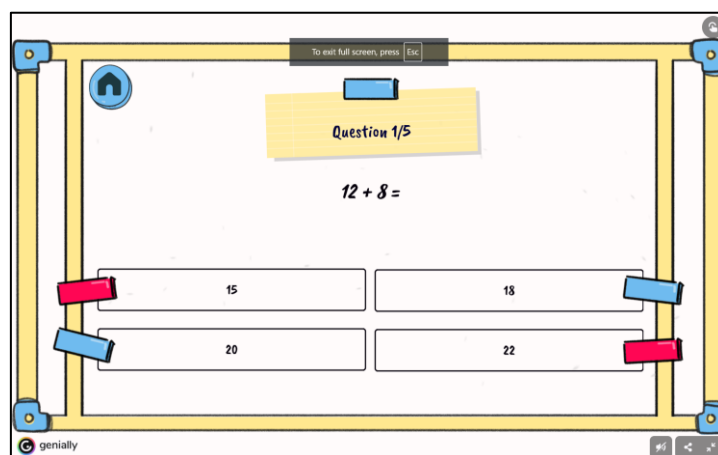 To exit full screen, press Esc
Question 1/5
12 + 8 =
15
18
20
22
genially